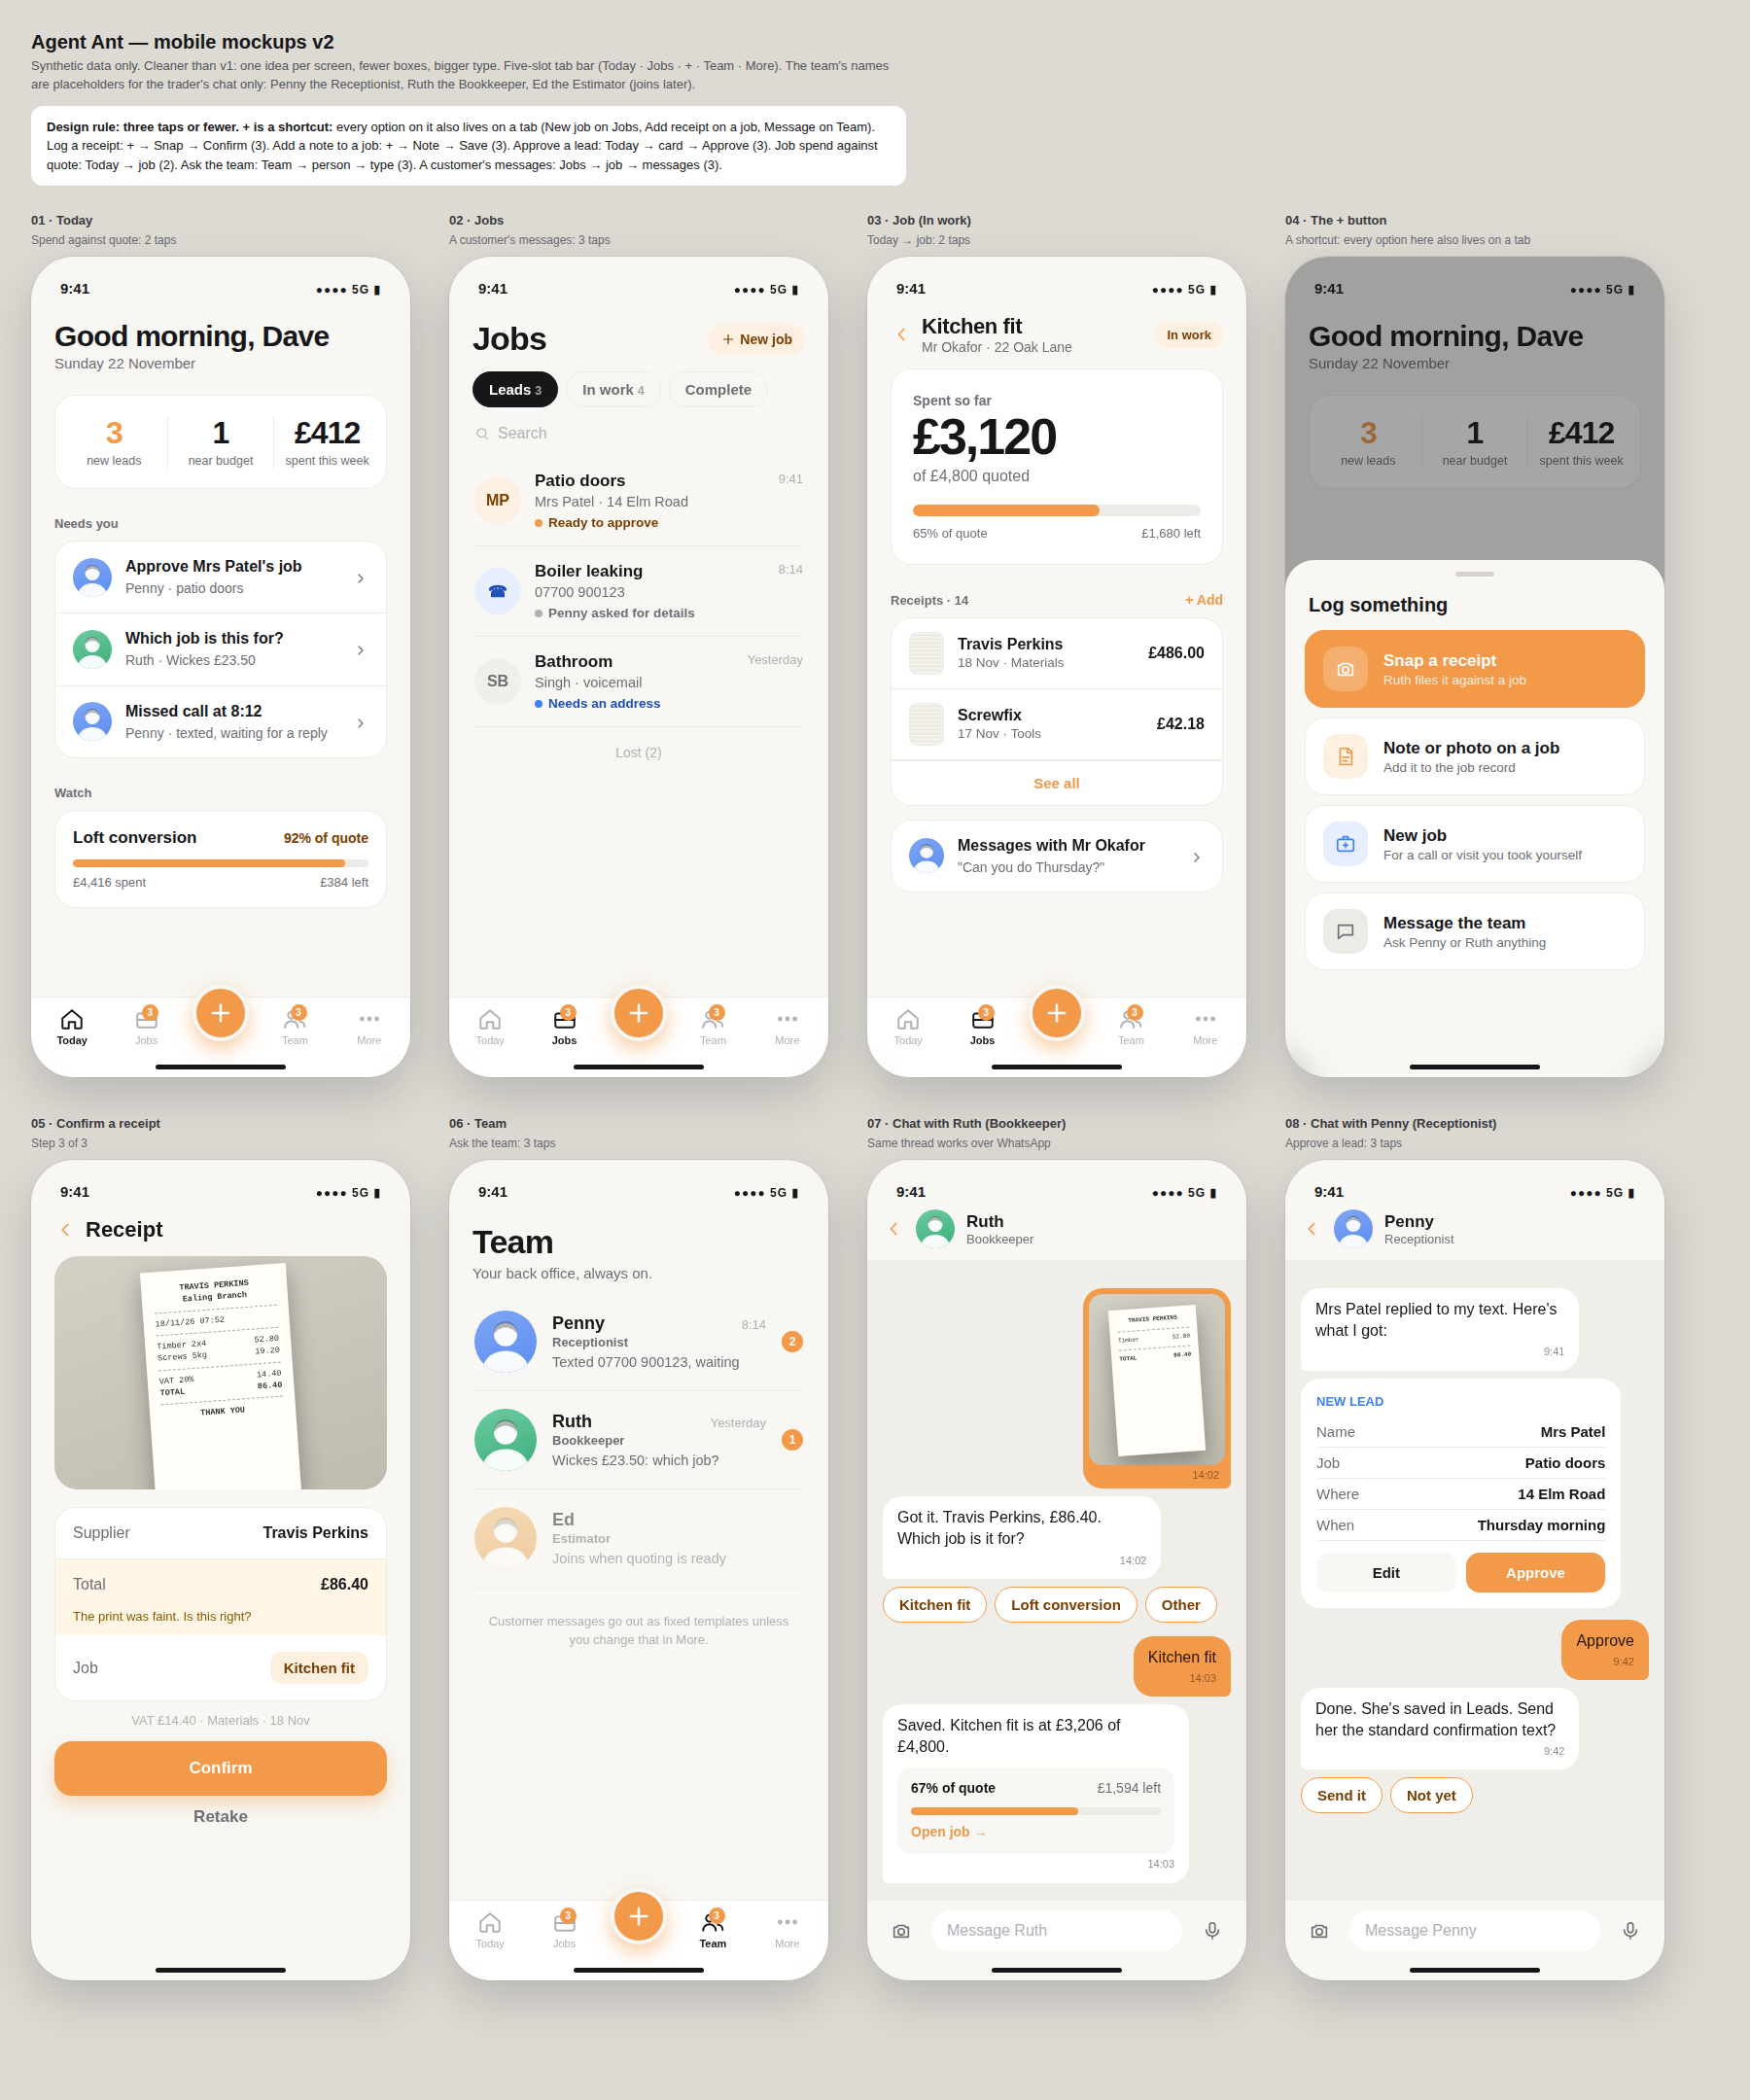 Agent Ant — mobile mockups v2
Synthetic data only. Cleaner than v1: one idea per screen, fewer boxes, bigger type. Five-slot tab bar (Today · Jobs · + · Team · More). The team's names
are placeholders for the trader's chat only: Penny the Receptionist, Ruth the Bookkeeper, Ed the Estimator (joins later).
Design rule: three taps or fewer. + is a shortcut: every option on it also lives on a tab (New job on Jobs, Add receipt on a job, Message on Team).
Log a receipt: + → Snap → Confirm (3). Add a note to a job: + → Note → Save (3). Approve a lead: Today → card → Approve (3). Job spend against
quote: Today → job (2). Ask the team: Team → person → type (3). A customer's messages: Jobs → job → messages (3).
01 · Today
Spend against quote: 2 taps
9:41
5G
Good morning, Dave
Sunday 22 November
3
new leads
1
near budget
£412
spent this week
Needs you
Approve Mrs Patel's job
Penny · patio doors
Which job is this for?
Ruth · Wickes £23.50
Missed call at 8:12
Penny · texted, waiting for a reply
Watch
Loft conversion
92% of quote
£4,416 spent
£384 left
Today
3
Jobs
3
Team
More
02 · Jobs
A customer's messages: 3 taps
9:41
5G
Jobs
+ New job
Leads 3
In work 4
Complete
Search
MP
Patio doors
9:41
Mrs Patel · 14 Elm Road
Ready to approve
Boiler leaking
8:14
07700 900123
Penny asked for details
SB
Bathroom
Yesterday
Singh · voicemail
Needs an address
Lost (2)
Today
3
Jobs
3
Team
More
03 · Job (In work)
Today → job: 2 taps
9:41
5G
Kitchen fit
Mr Okafor · 22 Oak Lane
In work
Spent so far
£3,120
of £4,800 quoted
65% of quote
£1,680 left
Receipts · 14
+ Add
Travis Perkins
18 Nov · Materials
£486.00
Screwfix
17 Nov · Tools
£42.18
See all
Messages with Mr Okafor
"Can you do Thursday?"
Today
3
Jobs
3
Team
More
04 · The + button
A shortcut: every option here also lives on a tab
9:41
5G
Good morning, Dave
Sunday 22 November
3
new leads
1
near budget
£412
spent this week
Log something
Snap a receipt
Ruth files it against a job
Note or photo on a job
Add it to the job record
New job
For a call or visit you took yourself
Message the team
Ask Penny or Ruth anything
05 · Confirm a receipt
Step 3 of 3
9:41
5G
Receipt
TRAVIS PERKINS
Ealing Branch
18/11/26 07:52
Timber 2x4 52.80
Screws 5kg 19.20
VAT 20% 14.40
TOTAL 86.40
THANK YOU
Supplier
Travis Perkins
Total
£86.40
The print was faint. Is this right?
Job
Kitchen fit
VAT £14.40 · Materials · 18 Nov
Confirm
Retake
06 · Team
Ask the team: 3 taps
9:41
5G
Team
Your back office, always on.
Penny
8:14
Receptionist
Texted 07700 900123, waiting
2
Ruth
Yesterday
Bookkeeper
Wickes £23.50: which job?
1
Ed
Estimator
Joins when quoting is ready
Customer messages go out as fixed templates unless
you change that in More.
Today
3
Jobs
3
Team
More
07 · Chat with Ruth (Bookkeeper)
Same thread works over WhatsApp
9:41
5G
Ruth
Bookkeeper
TRAVIS PERKINS
Timber 52.80
TOTAL 86.40
14:02
Got it. Travis Perkins, £86.40.
Which job is it for?
14:02
Kitchen fit
Loft conversion
Other
Kitchen fit
14:03
Saved. Kitchen fit is at £3,206 of
£4,800.
67% of quote
£1,594 left
Open job →
14:03
Message Ruth
08 · Chat with Penny (Receptionist)
Approve a lead: 3 taps
9:41
5G
Penny
Receptionist
Mrs Patel replied to my text. Here's
what I got:
9:41
NEW LEAD
Name
Mrs Patel
Job
Patio doors
Where
14 Elm Road
When
Thursday morning
Edit
Approve
Approve
9:42
Done. She's saved in Leads. Send
her the standard confirmation text?
9:42
Send it
Not yet
Message Penny